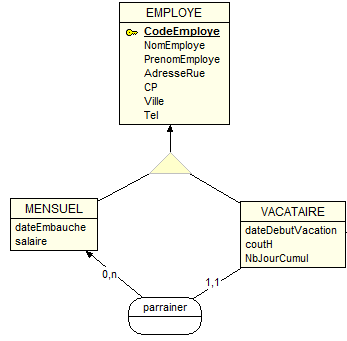 EMPLOYE
CodeEmploye
NomEmploye
PrenomEmploye
AdresseRue
CP
Ville
Tel
MENSUEL
dateEmbauche
salaire
VACATAIRE
dateDebutVacation
coutH
NbJourCumul
0,n
1,1
parrainer